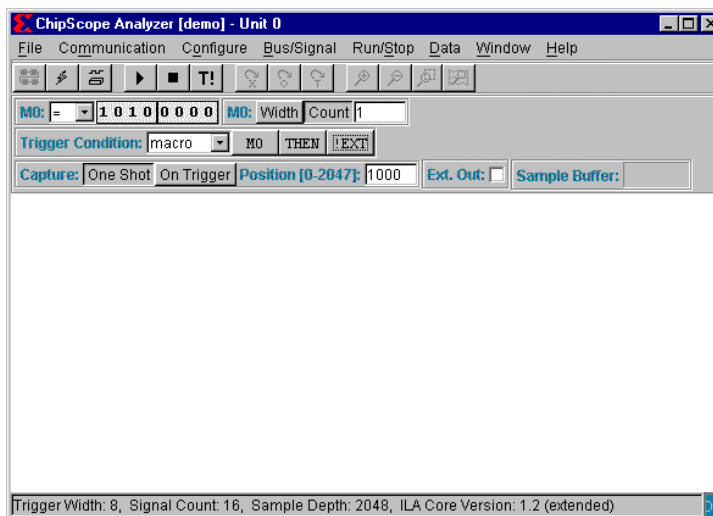 ChipScope Analyzer [demo] - Unit 0
File Communication Configure Bus/Signal Run/Stop Data Window Help
T! X O T
M0: = 1 0 1 0 0 0 0 0 M0: Width Count 1
Trigger Condition: macro M0 THEN !EXT
Capture: One Shot On Trigger Position [0-2047]: 1000 Ext. Out: Sample Buffer:
Trigger Width: 8, Signal Count: 16, Sample Depth: 2048, ILA Core Version: 1.2 (extended)